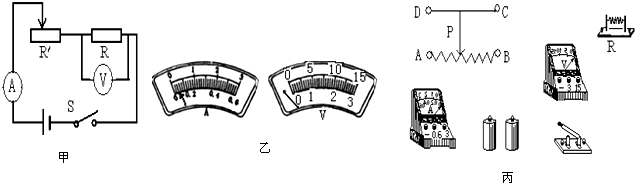 R′
R
V
A
S
甲
0 1 2 3
0 0.2 0.4 0.6
A
0 5 10 15
0 1 2 3
V
乙
D C
P
A B
R
V
- 3 15
A
- 0.6 3
丙